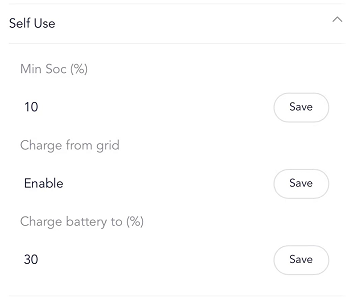 Self Use
Min Soc (%)
10 Save
Charge from grid
Enable Save
Charge battery to (%)
30 Save